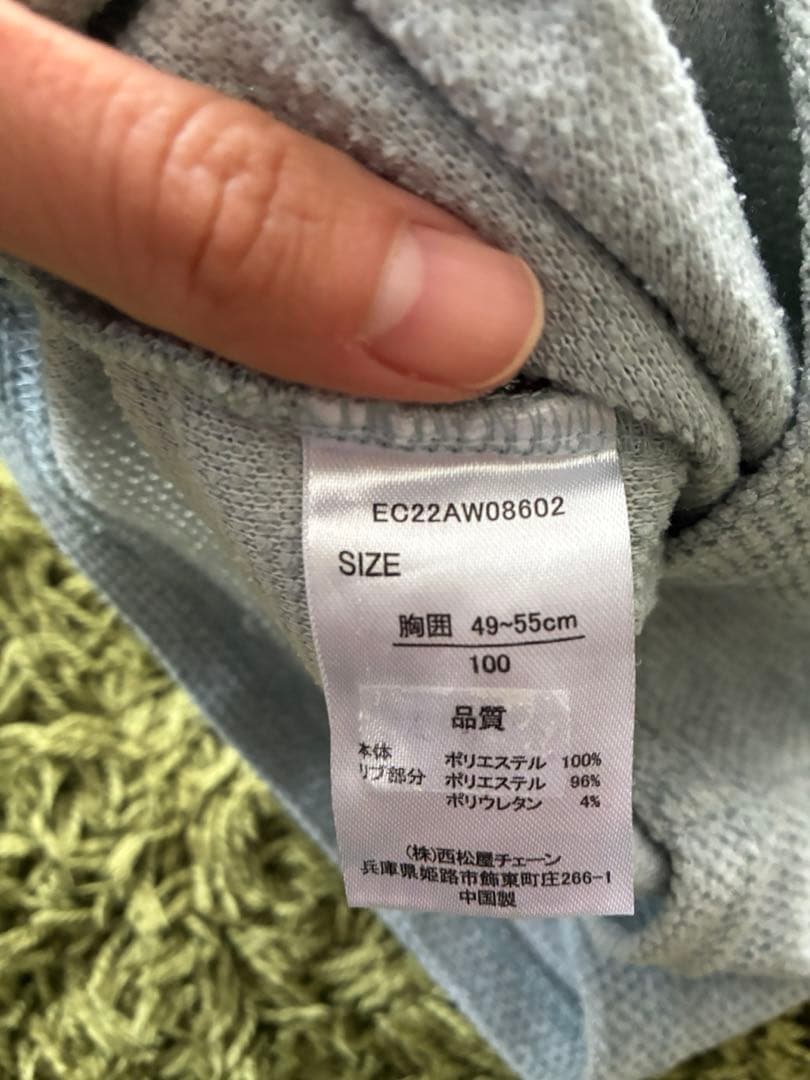 EC22AW08602
SIZE
胸囲 49~55cm
100
品質
本体 ポリエステル 100%
リブ部分 ポリエステル 96%
ポリウレタン 4%
(株)西松屋チェーン
兵庫県姫路市飾東町庄266-1
中国製